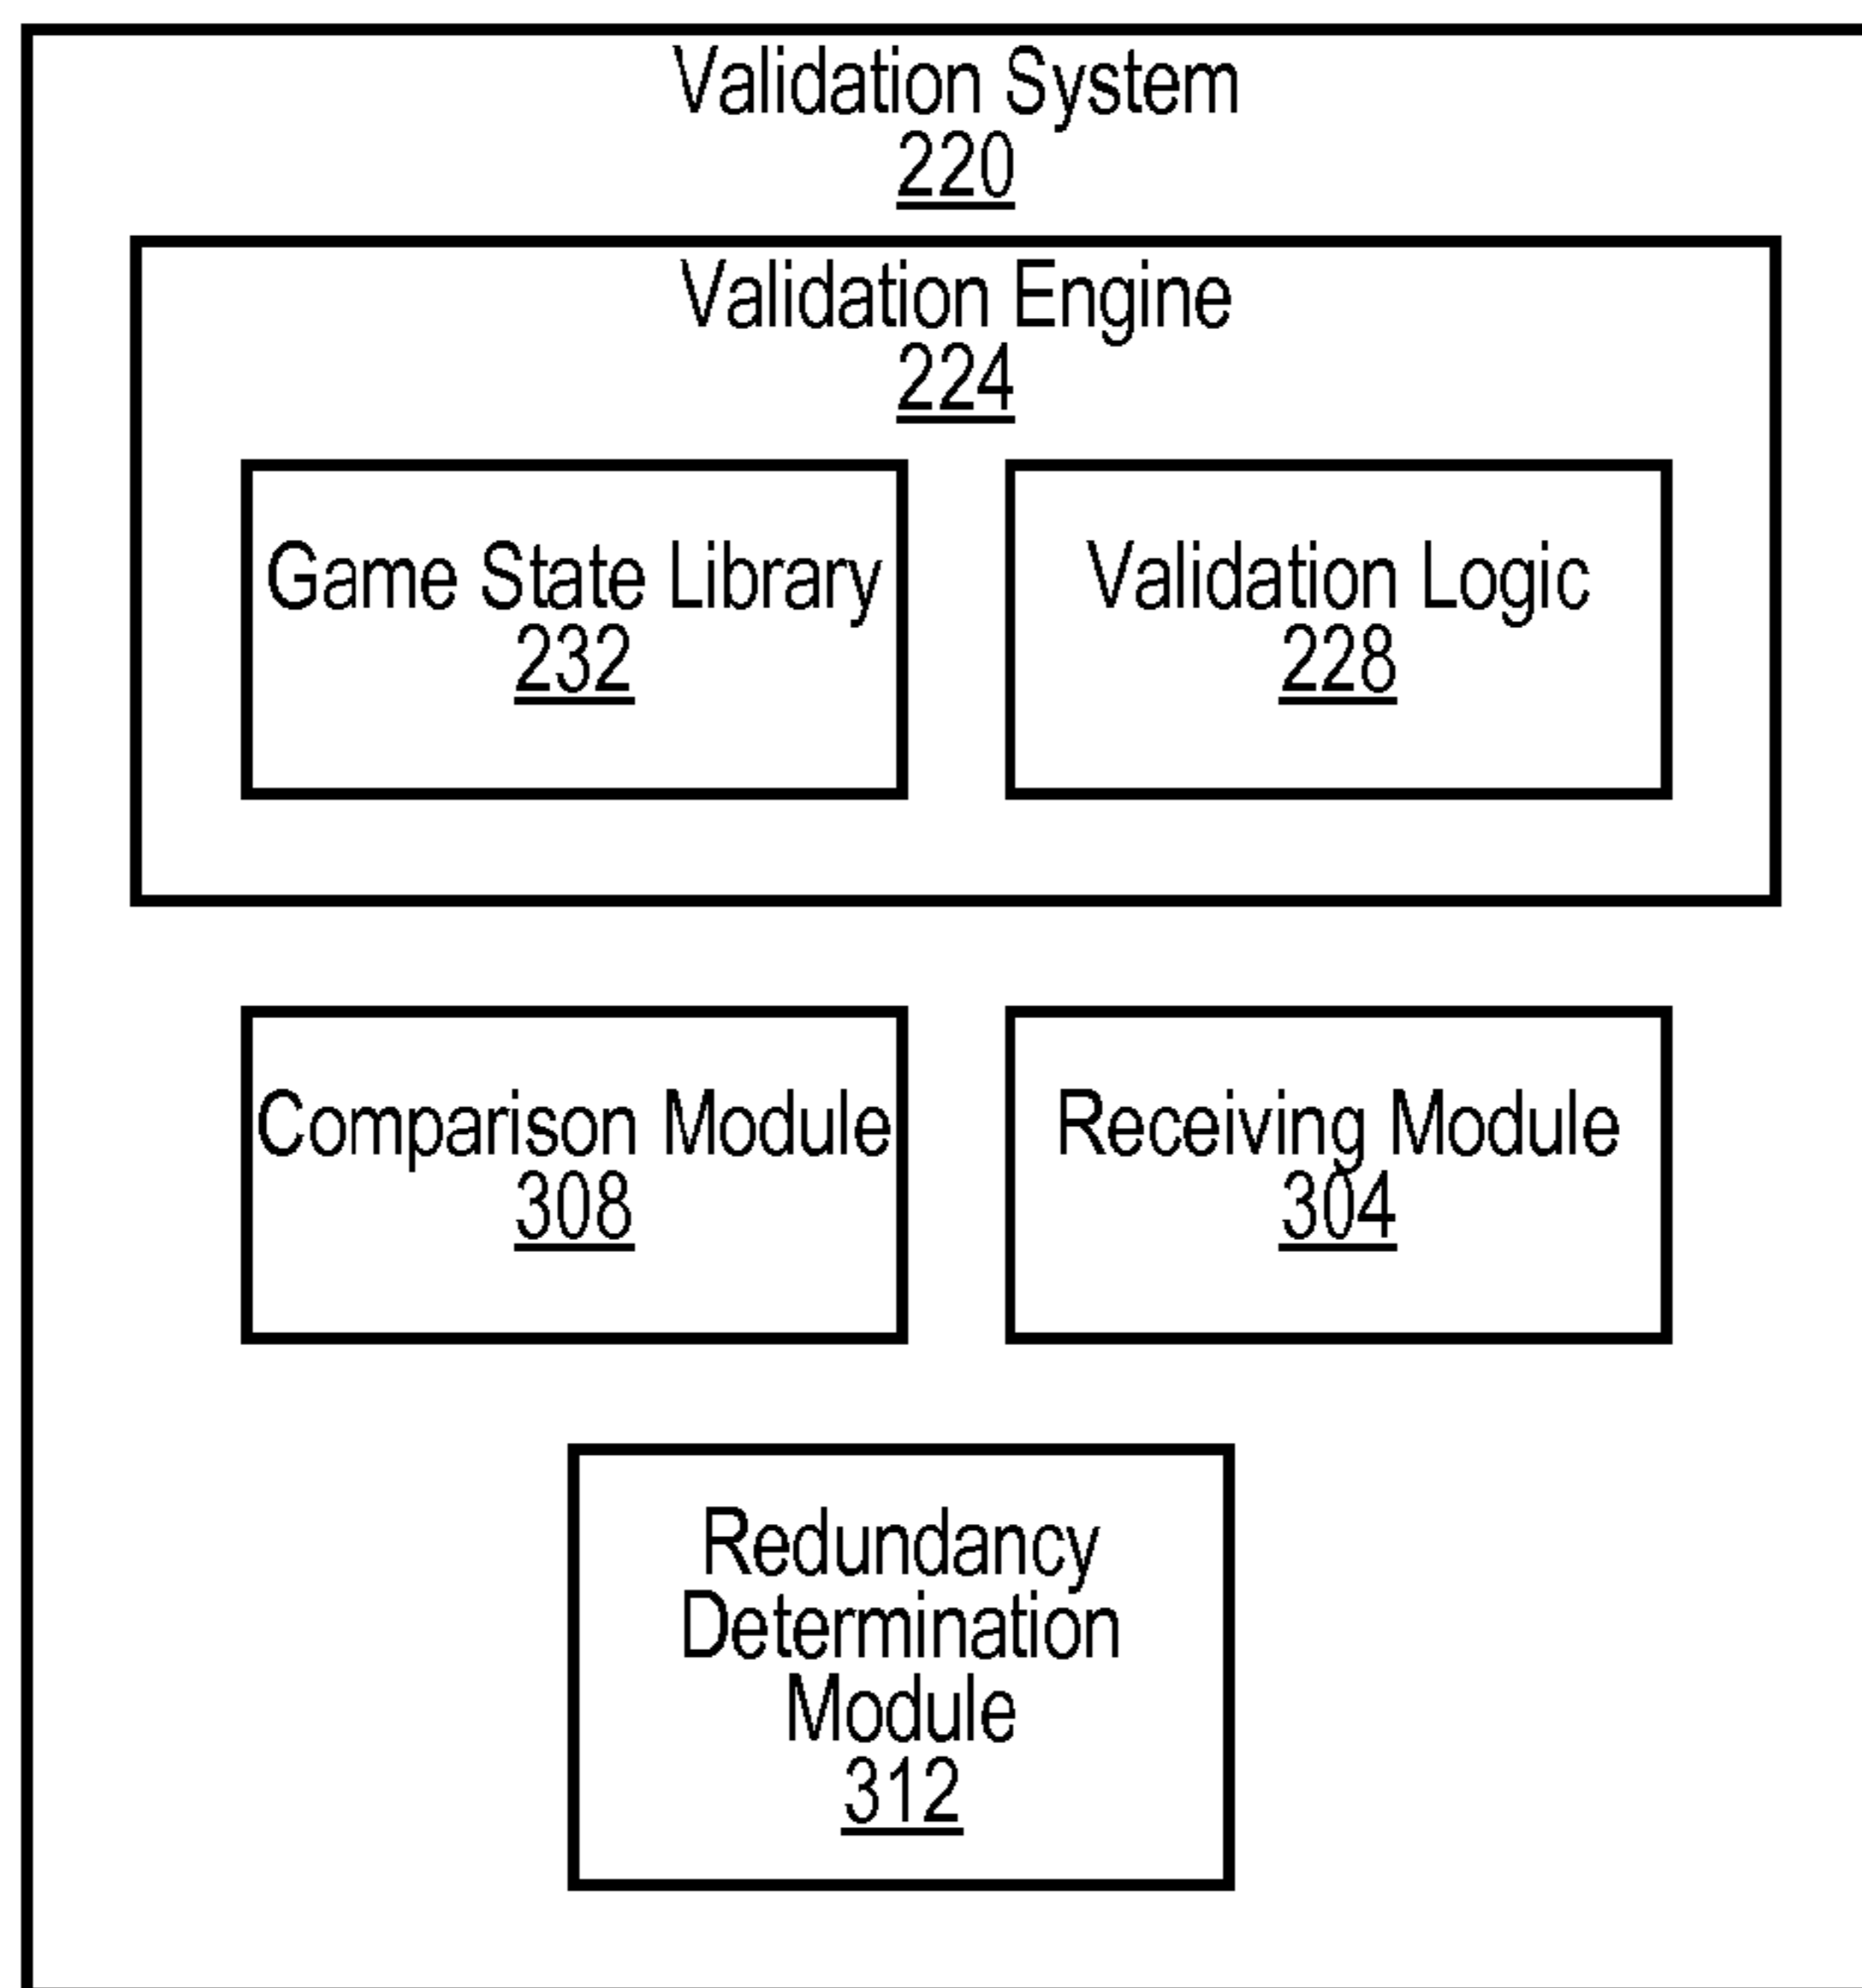 Validation System
220
Validation Engine
224
Game State Library
232
Validation Logic
228
Comparison Module
308
Receiving Module
304
Redundancy
Determination
Module
312